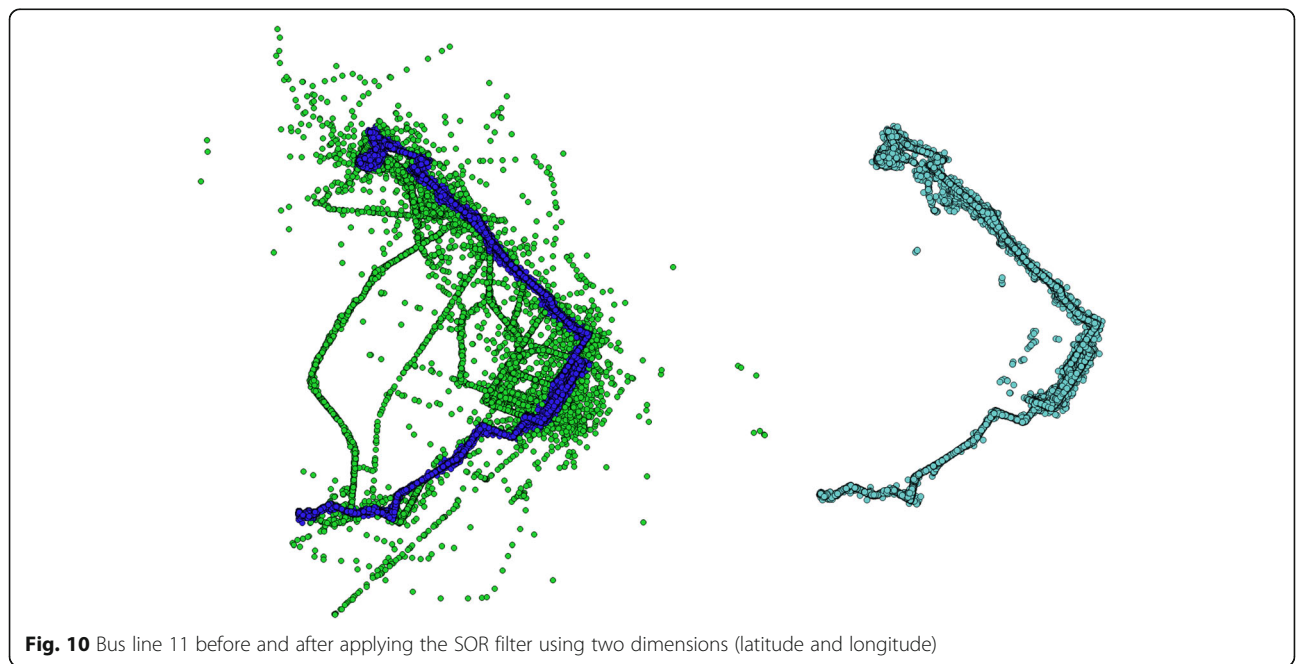 Fig. 10 Bus line 11 before and after applying the SOR filter using two dimensions (latitude and longitude)